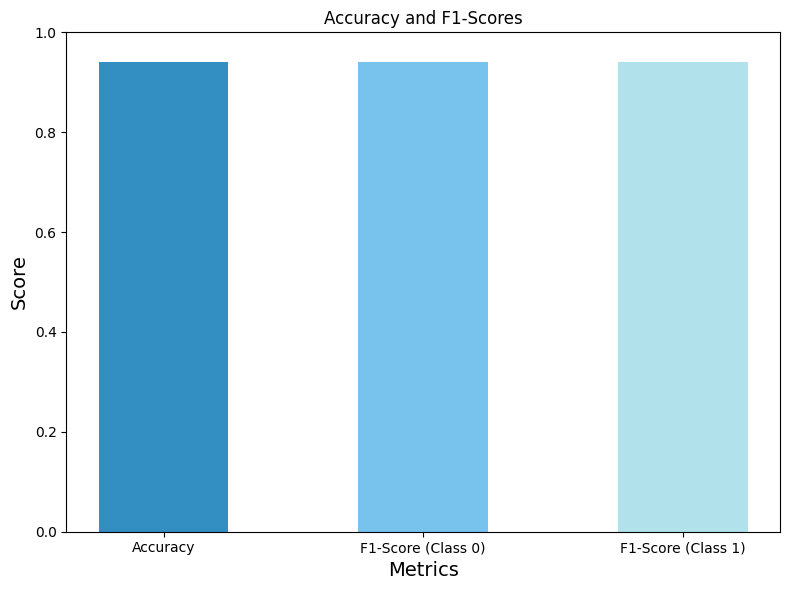 Accuracy and F1-Scores
1.0
0.8
0.6
0.4
0.2
0.0
Score
Accuracy
F1-Score (Class 0)
F1-Score (Class 1)
Metrics